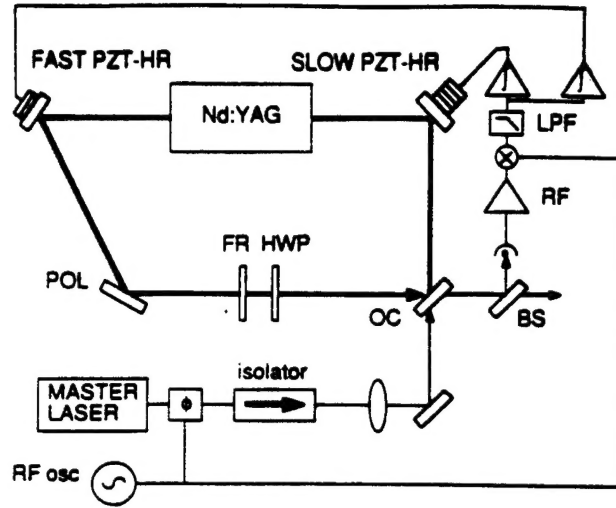 FAST PZT-HR
SLOW PZT-HR
Nd:YAG
LPF
RF
FR HWP
POL
OC
BS
isolator
MASTER
LASER
ϕ
RF osc